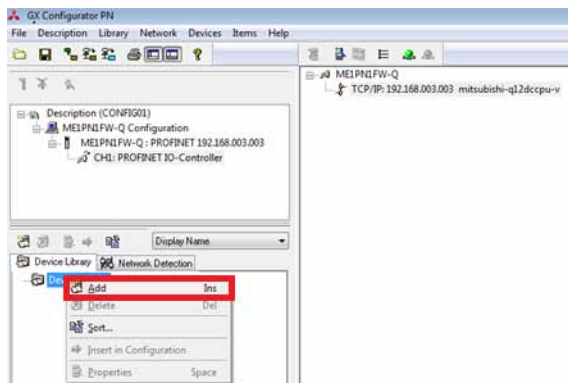 GX Configurator PN
File Description Library Network Devices Items Help
Description (CONFIG01)
ME1PN1FW-Q Configuration
ME1PN1FW-Q : PROFINET 192.168.003.003
CH1: PROFINET IO-Controller
ME1PN1FW-Q
TCP/IP: 192.168.003.003 mitsubishi-q12dccpu-v
Display Name
Device Library Network Detection
Add Ins
Delete Del
Sort...
Insert in Configuration
Properties Space